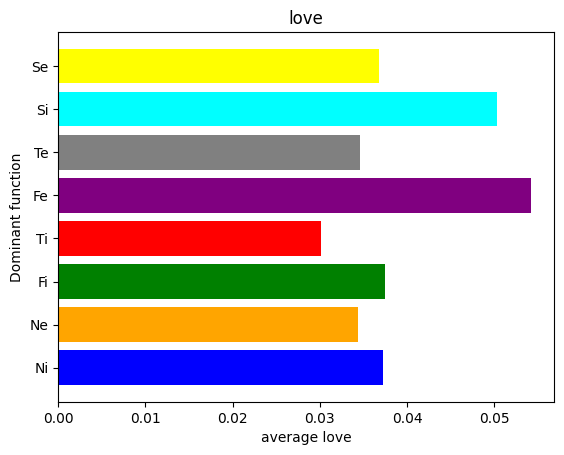 love
Se
Si
Te
Fe
Ti
Fi
Ne
Ni
Dominant function
0.00 0.01 0.02 0.03 0.04 0.05
average love